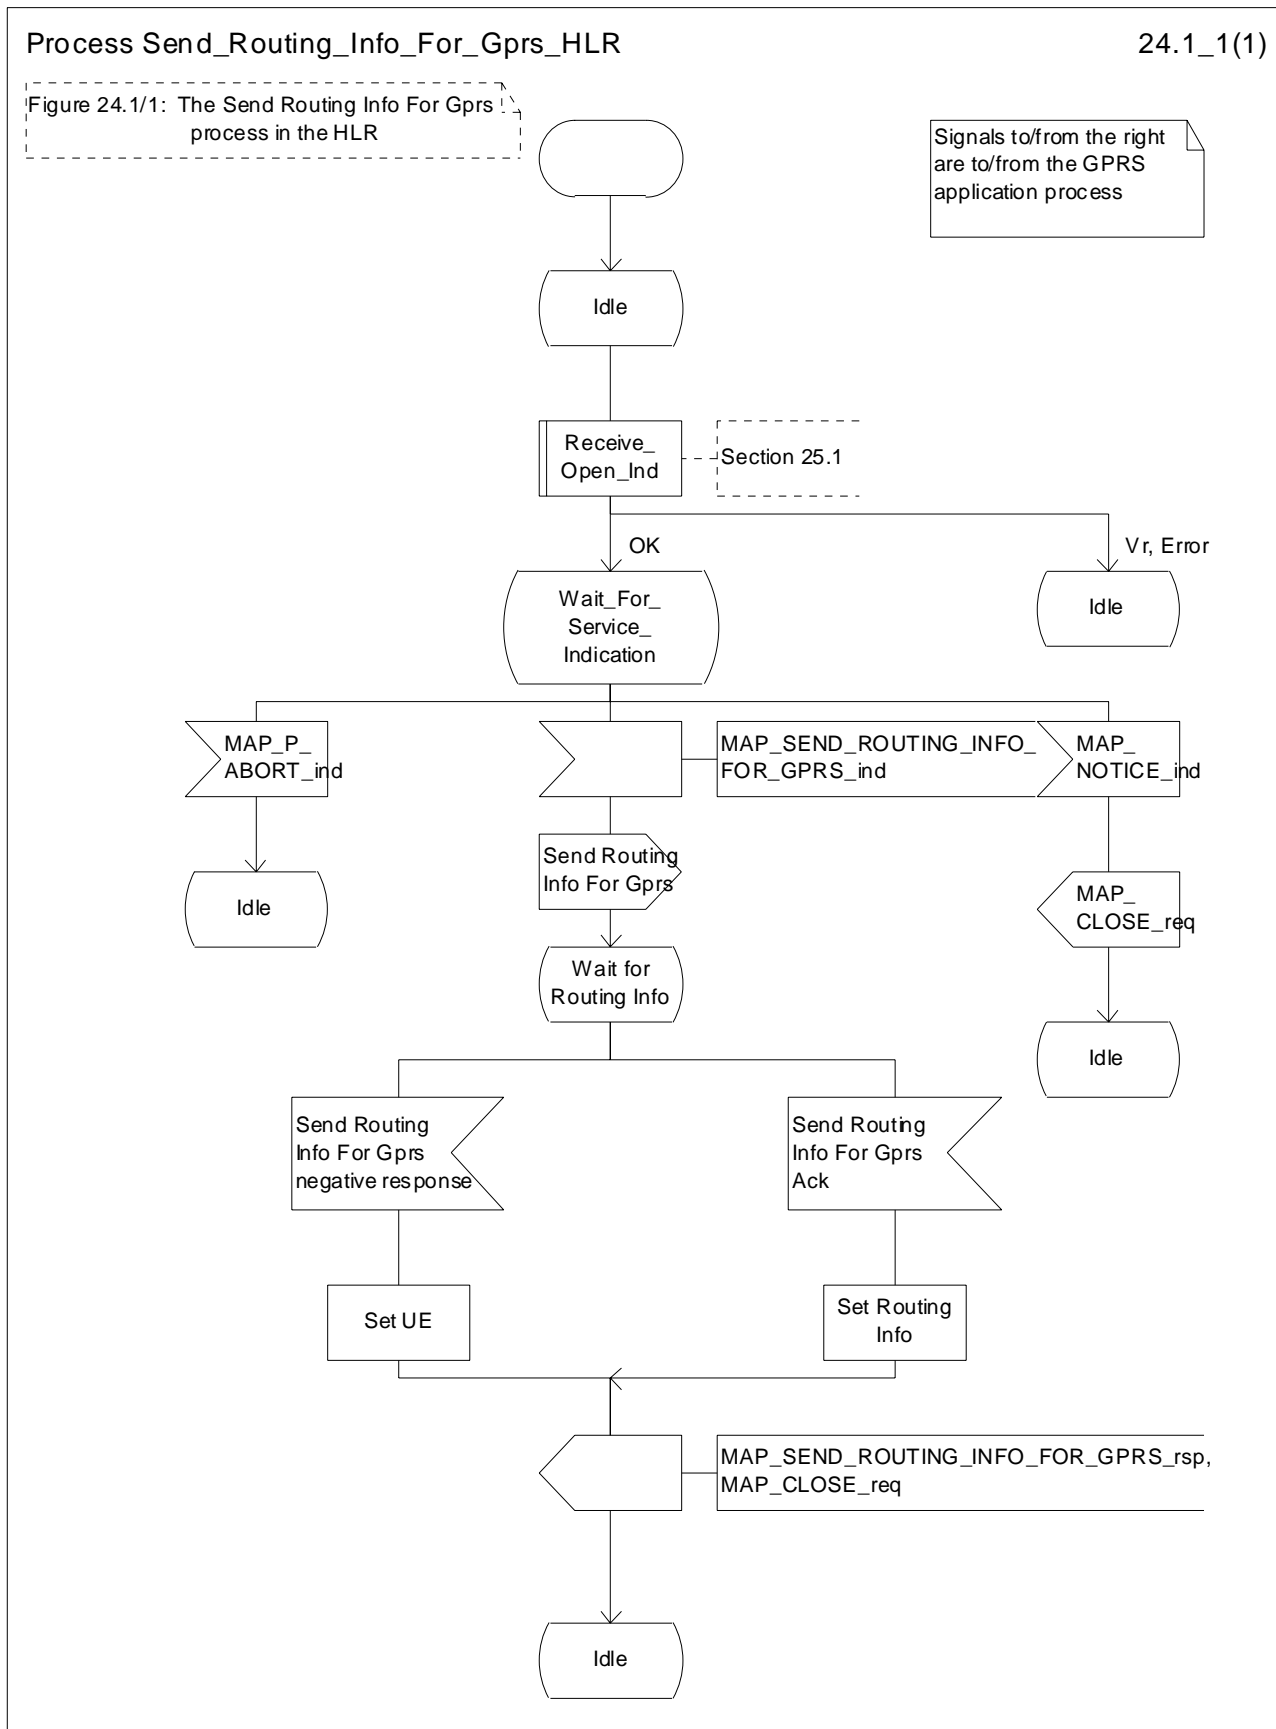 Process Send_Routing_Info_For_Gprs_HLR
24.1_1(1)
Figure 24.1/1: The Send Routing Info For Gprs
process in the HLR
Signals to/from the right
are to/from the GPRS
application process
Idle
Receive_
Open_Ind
Section 25.1
OK
Vr, Error
Wait_For_
Service_
Indication
Idle
MAP_P_
ABORT_ind
MAP_SEND_ROUTING_INFO_
FOR_GPRS_ind
MAP_
NOTICE_ind
Send Routing
Info For Gprs
Idle
MAP_
CLOSE_req
Wait for
Routing Info
Idle
Send Routing
Info For Gprs
negative response
Send Routing
Info For Gprs
Ack
Set UE
Set Routing
Info
MAP_SEND_ROUTING_INFO_FOR_GPRS_rsp,
MAP_CLOSE_req
Idle